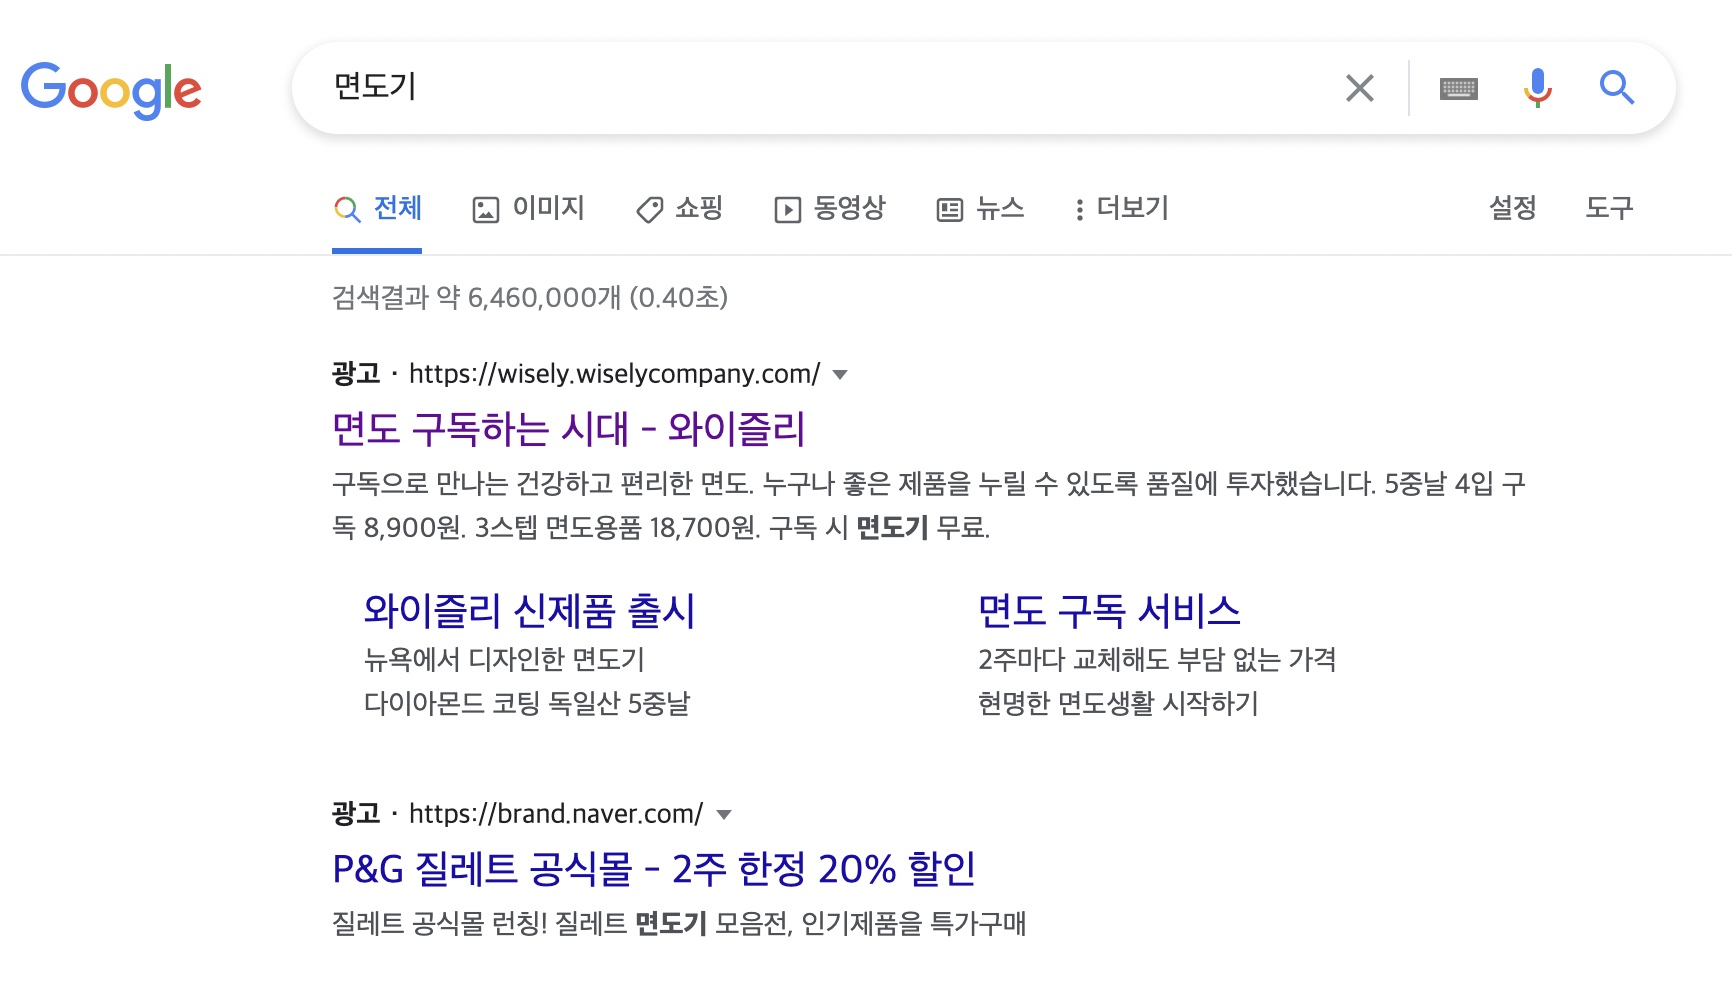 Google
면도기
전체 이미지 쇼핑 동영상 뉴스 더보기 설정 도구
검색결과 약 6,460,000개 (0.40초)
광고 · https://wisely.wiselycompany.com/
면도 구독하는 시대 - 와이즐리
구독으로 만나는 건강하고 편리한 면도. 누구나 좋은 제품을 누릴 수 있도록 품질에 투자했습니다. 5중날 4입 구
독 8,900원. 3스텝 면도용품 18,700원. 구독 시 면도기 무료.
와이즐리 신제품 출시
뉴욕에서 디자인한 면도기
다이아몬드 코팅 독일산 5중날
면도 구독 서비스
2주마다 교체해도 부담 없는 가격
현명한 면도생활 시작하기
광고 · https://brand.naver.com/
P&G 질레트 공식몰 - 2주 한정 20% 할인
질레트 공식몰 런칭! 질레트 면도기 모음전, 인기제품을 특가구매